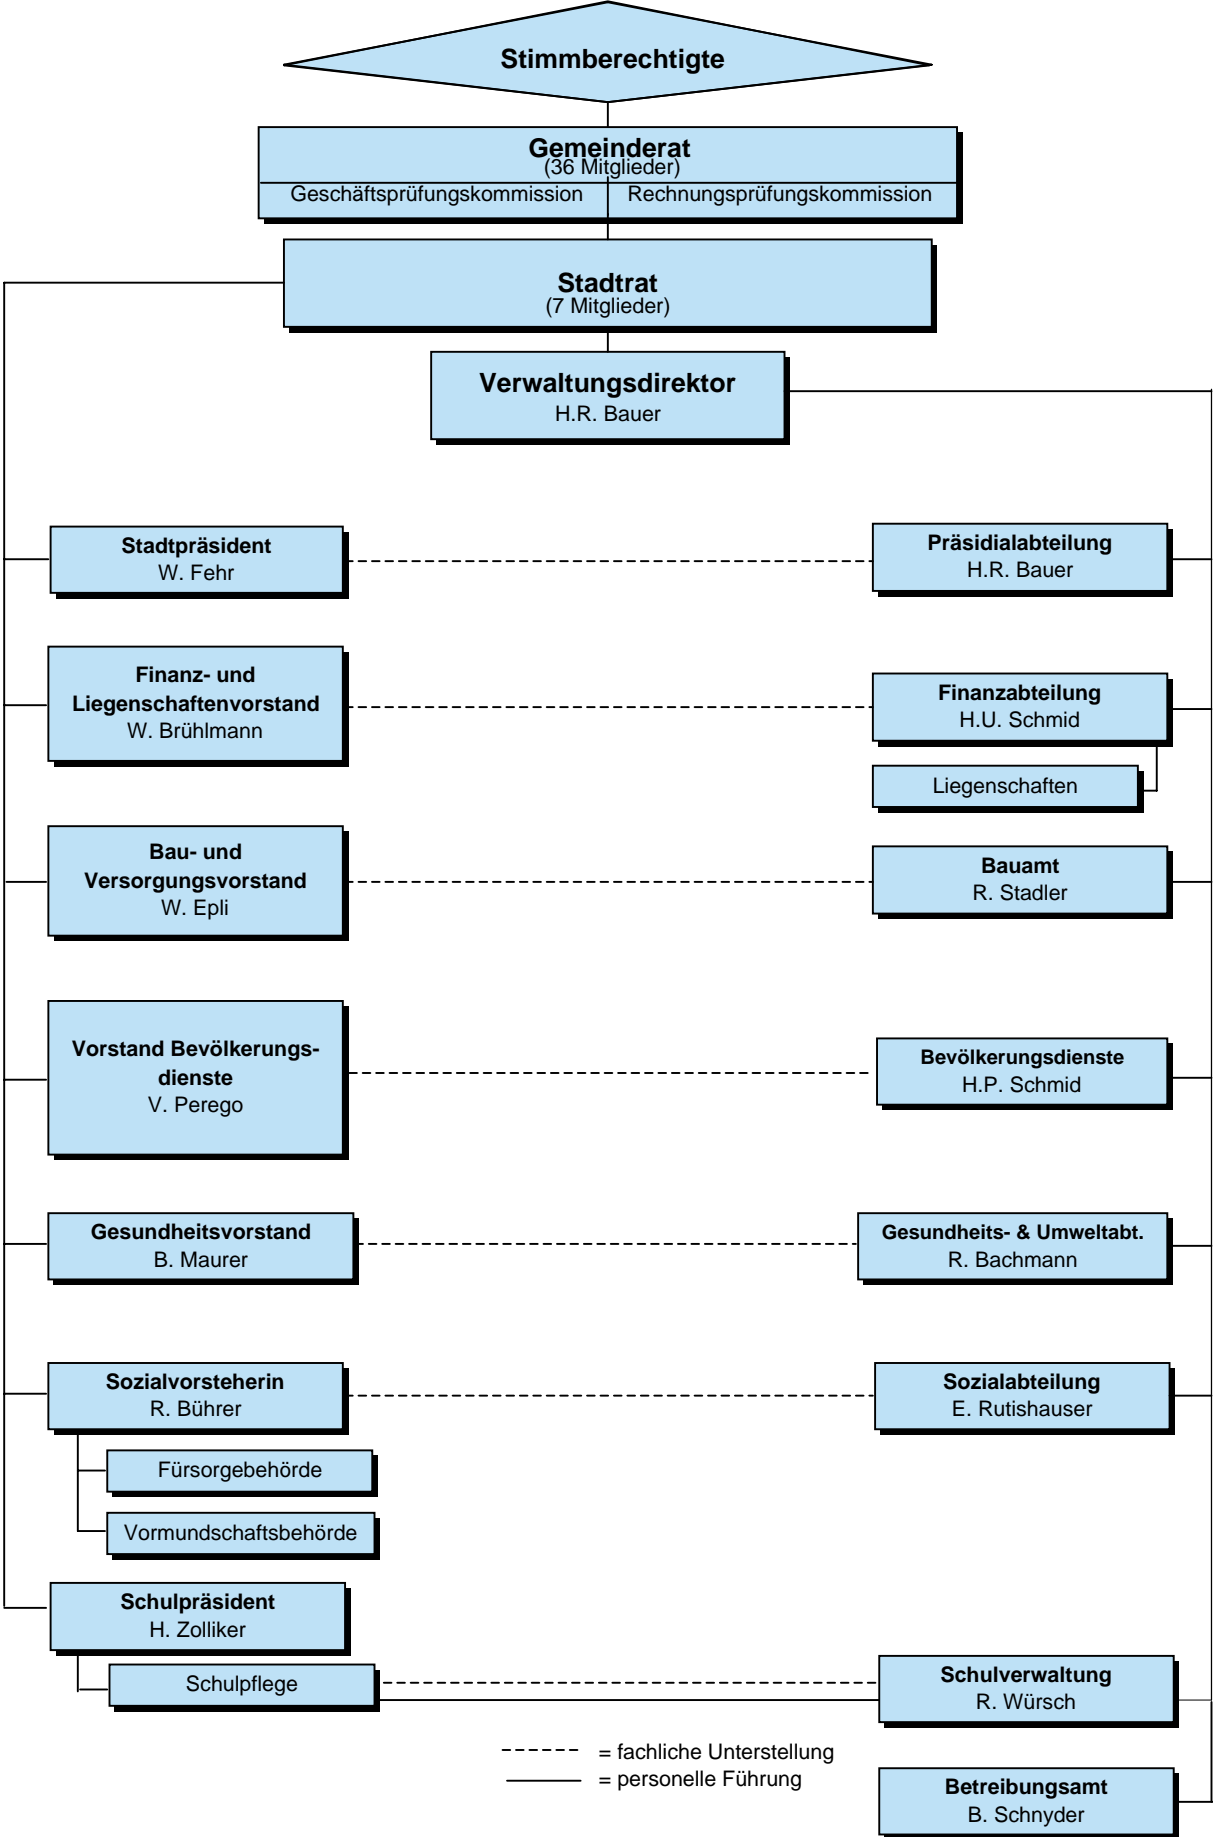 Stimmberechtigte
Gemeinderat
(36 Mitglieder)
Geschäftsprüfungskommission
Rechnungsprüfungskommission
Stadtrat
(7 Mitglieder)
Verwaltungsdirektor
H.R. Bauer
Stadtpräsident
W. Fehr
Präsidialabteilung
H.R. Bauer
Finanz- und
Liegenschaftenvorstand
W. Brühlmann
Finanzabteilung
H.U. Schmid
Liegenschaften
Bau- und
Versorgungsvorstand
W. Epli
Bauamt
R. Stadler
Vorstand Bevölkerungs-
dienste
V. Perego
Bevölkerungsdienste
H.P. Schmid
Gesundheitsvorstand
B. Maurer
Gesundheits- & Umweltabt.
R. Bachmann
Sozialvorsteherin
R. Bührer
Sozialabteilung
E. Rutishauser
Fürsorgebehörde
Vormundschaftsbehörde
Schulpräsident
H. Zolliker
Schulpflege
Schulverwaltung
R. Würsch
= fachliche Unterstellung
= personelle Führung
Betreibungsamt
B. Schnyder